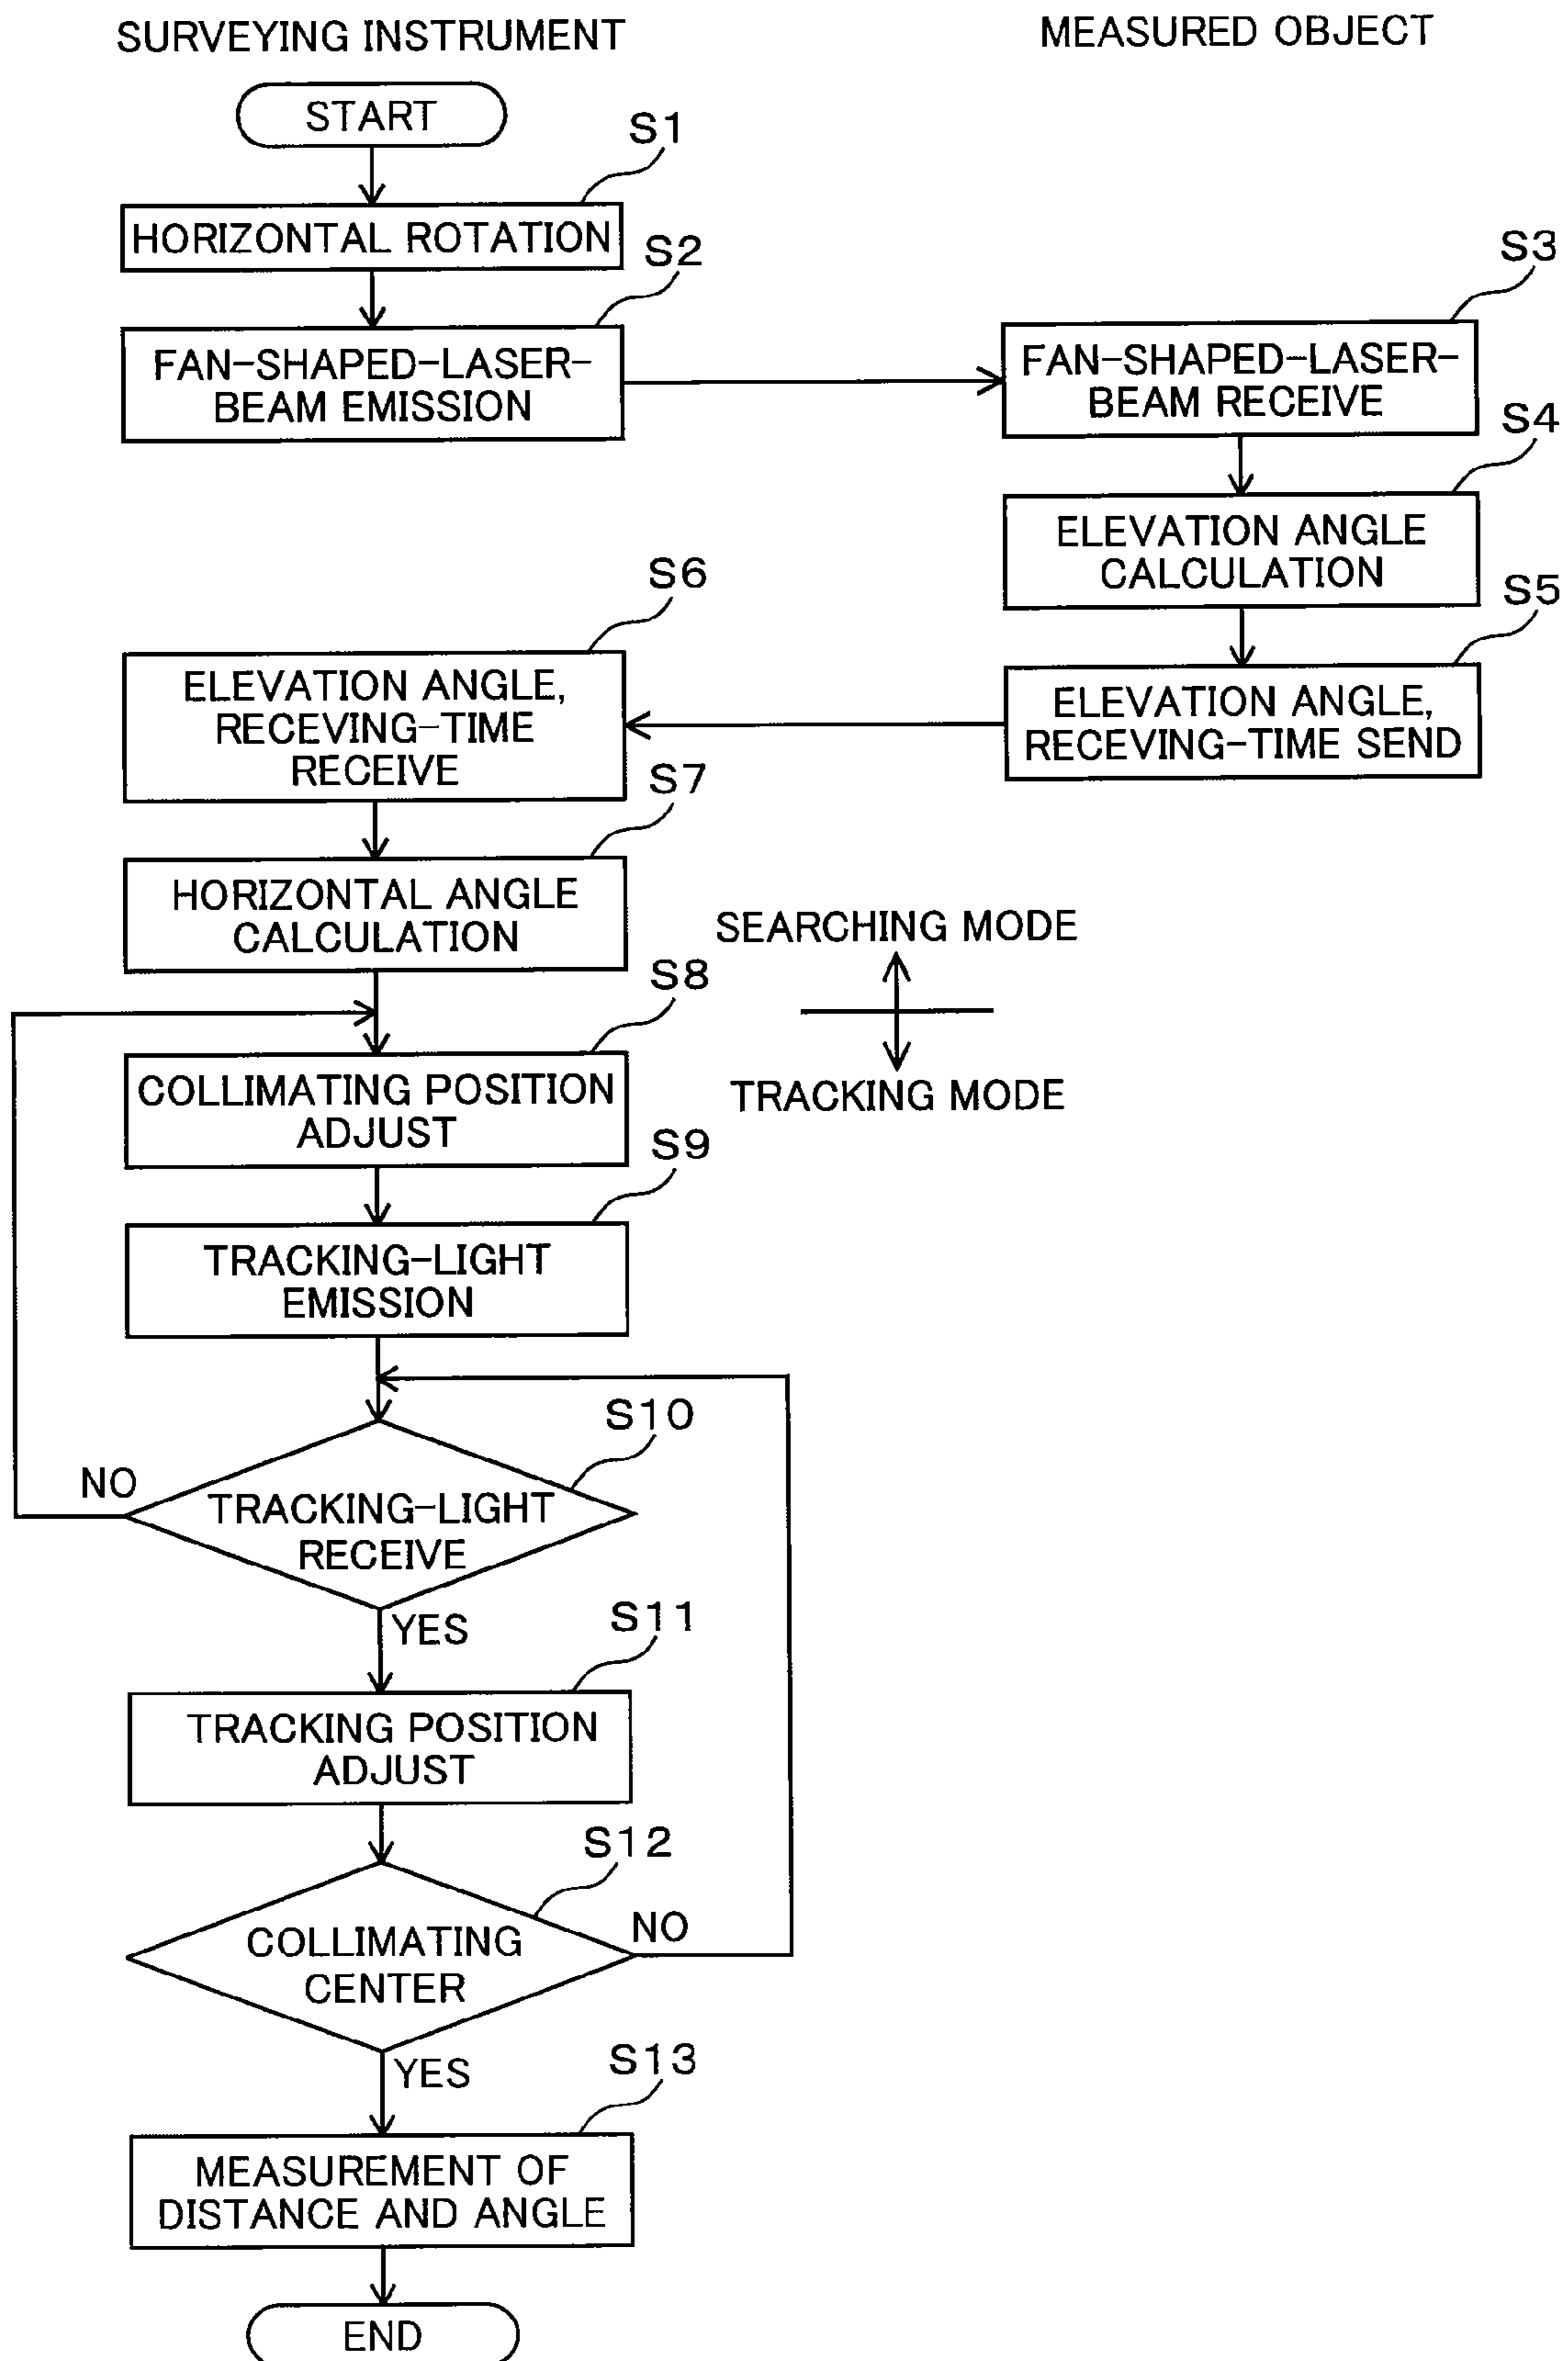 SURVEYING INSTRUMENT
MEASURED OBJECT
START
S1
HORIZONTAL ROTATION
S2
FAN-SHAPED-LASER-
BEAM EMISSION
S3
FAN-SHAPED-LASER-
BEAM RECEIVE
S4
ELEVATION ANGLE
CALCULATION
S5
ELEVATION ANGLE,
RECEVING-TIME SEND
S6
ELEVATION ANGLE,
RECEVING-TIME
RECEIVE
S7
HORIZONTAL ANGLE
CALCULATION
SEARCHING MODE
TRACKING MODE
S8
COLLIMATING POSITION
ADJUST
S9
TRACKING-LIGHT
EMISSION
S10
NO
TRACKING-LIGHT
RECEIVE
YES
S11
TRACKING POSITION
ADJUST
S12
COLLIMATING
CENTER
NO
YES
S13
MEASUREMENT OF
DISTANCE AND ANGLE
END